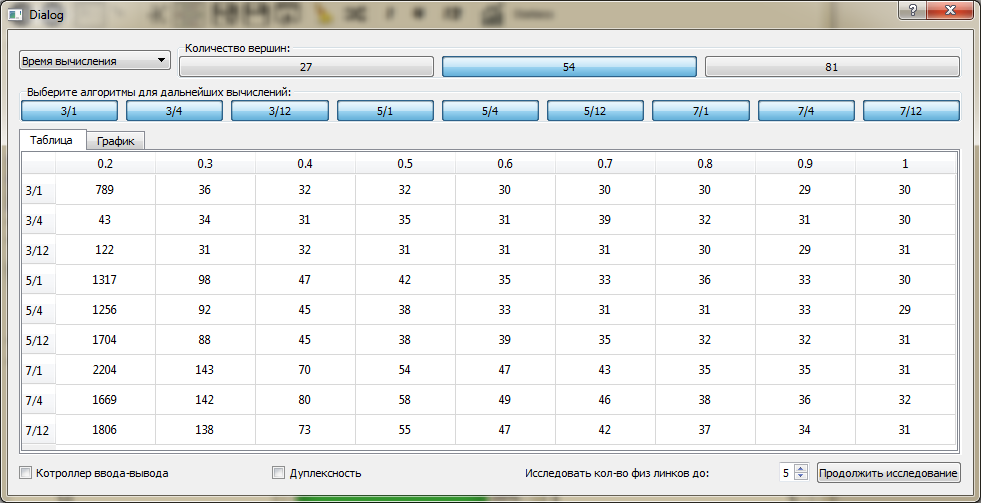 Dialog
Время вычисления
Количество вершин:
27 54 81
Выберите алгоритмы для дальнейших вычислений:
3/1 3/4 3/12 5/1 5/4 5/12 7/1 7/4 7/12
Таблица График
0.2 0.3 0.4 0.5 0.6 0.7 0.8 0.9 1
3/1 789 36 32 32 30 30 30 29 30
3/4 43 34 31 35 31 39 32 31 30
3/12 122 31 32 31 31 31 30 29 31
5/1 1317 98 47 42 35 33 36 33 30
5/4 1256 92 45 38 33 31 31 33 29
5/12 1704 88 45 38 39 35 32 32 31
7/1 2204 143 70 54 47 43 35 35 31
7/4 1669 142 80 58 49 46 38 36 32
7/12 1806 138 73 55 47 42 37 34 31
Котроллер ввода-вывода Дуплексность Исследовать кол-во физ линков до: 5 Продолжить исследование